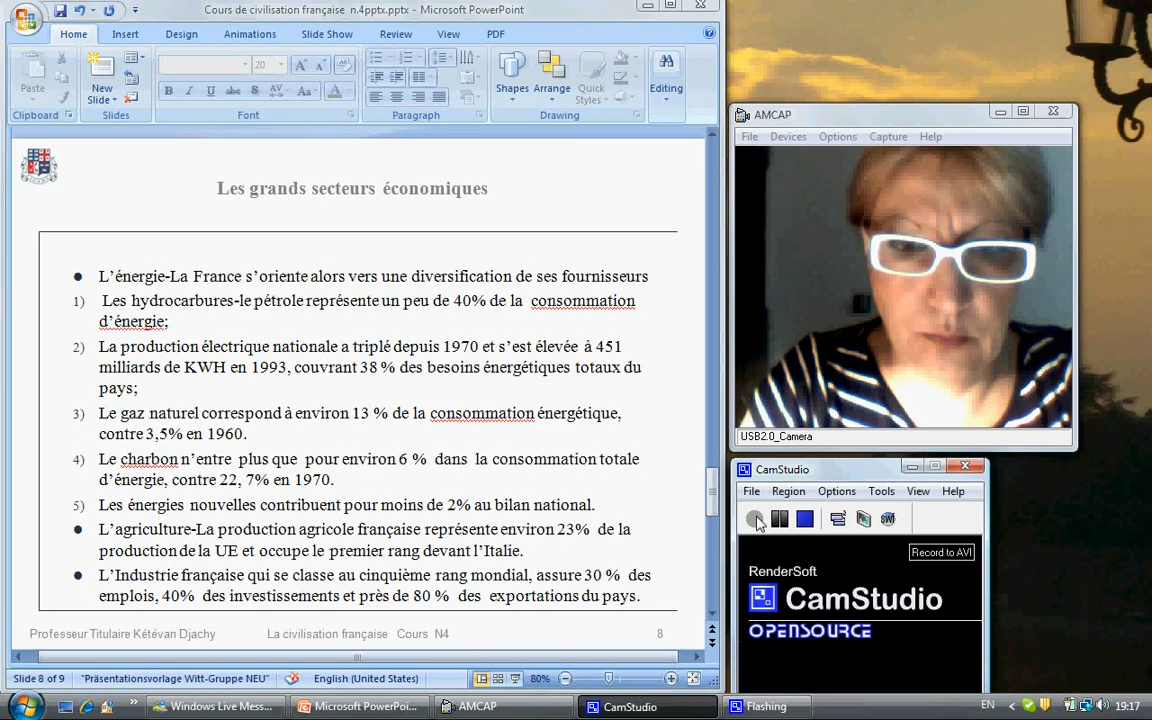 Cours de civilisation française n.4pptx.pptx - Microsoft PowerPoint
Home Insert Design Animations Slide Show Review View PDF
20
Paste New Slide Shapes Arrange Quick Styles Editing
B I U abe S AV Aa A
Clipboard Slides Font Paragraph Drawing
Les grands secteurs économiques
● L’énergie-La France s’oriente alors vers une diversification de ses fournisseurs
1) Les hydrocarbures-le pétrole représente un peu de 40% de la consommation
d’énergie;
2) La production électrique nationale a triplé depuis 1970 et s’est élevée à 451
milliards de KWH en 1993, couvrant 38 % des besoins énergétiques totaux du
pays;
3) Le gaz naturel correspond à environ 13 % de la consommation énergétique,
contre 3,5% en 1960.
4) Le charbon n’entre plus que pour environ 6 % dans la consommation totale
d’énergie, contre 22, 7% en 1970.
5) Les énergies nouvelles contribuent pour moins de 2% au bilan national.
● L’agriculture-La production agricole française représente environ 23% de la
production de la UE et occupe le premier rang devant l’Italie.
● L’Industrie française qui se classe au cinquième rang mondial, assure 30 % des
emplois, 40% des investissements et près de 80 % des exportations du pays.
Professeur Titulaire Kétévan Djachy La civilisation française Cours N4 8
Slide 8 of 9 "Präsentationsvorlage Witt-Gruppe NEU" English (United States) 80%
AMCAP
File Devices Options Capture Help
USB2.0_Camera
CamStudio
File Region Options Tools View Help
Record to AVI
RenderSoft
CamStudio
OPENSOURCE
Windows Live Mess... Microsoft PowerPoi... AMCAP CamStudio Flashing EN 19:17